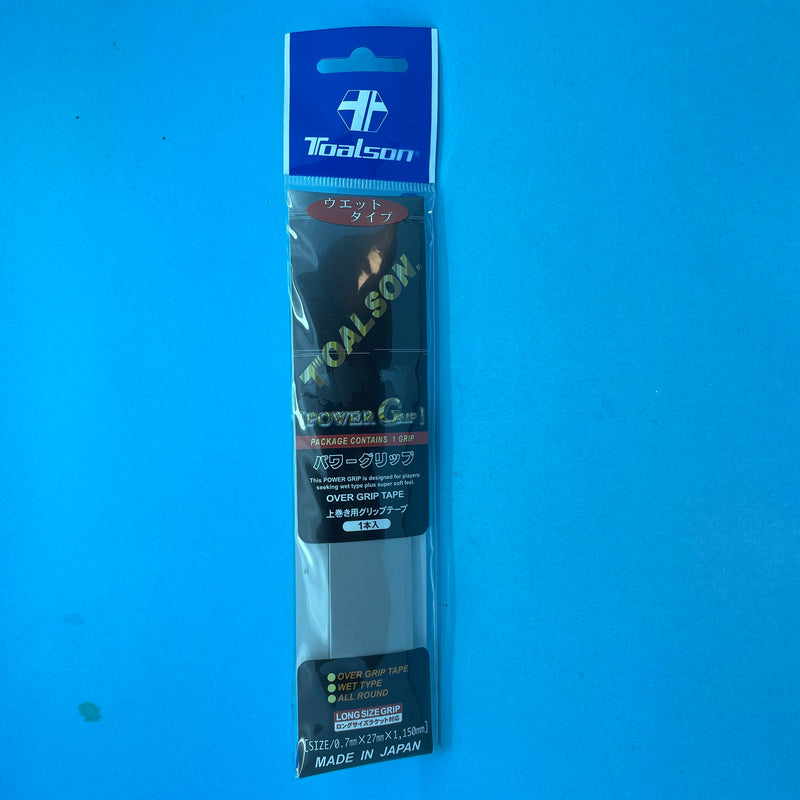 Toalson®
ウエット
タイプ
TOALSON®
[POWER GRIP]
PACKAGE CONTAINS 1 GRIP
パワーグリップ
This POWER GRIP is designed for players
seeking wet type plus super soft feel.
OVER GRIP TAPE
上巻き用グリップテープ
1本入
OVER GRIP TAPE
WET TYPE
ALL ROUND
LONG SIZE GRIP
ロングサイズラケット対応
[SIZE/0.7mm×27mm×1,150mm]
MADE IN JAPAN